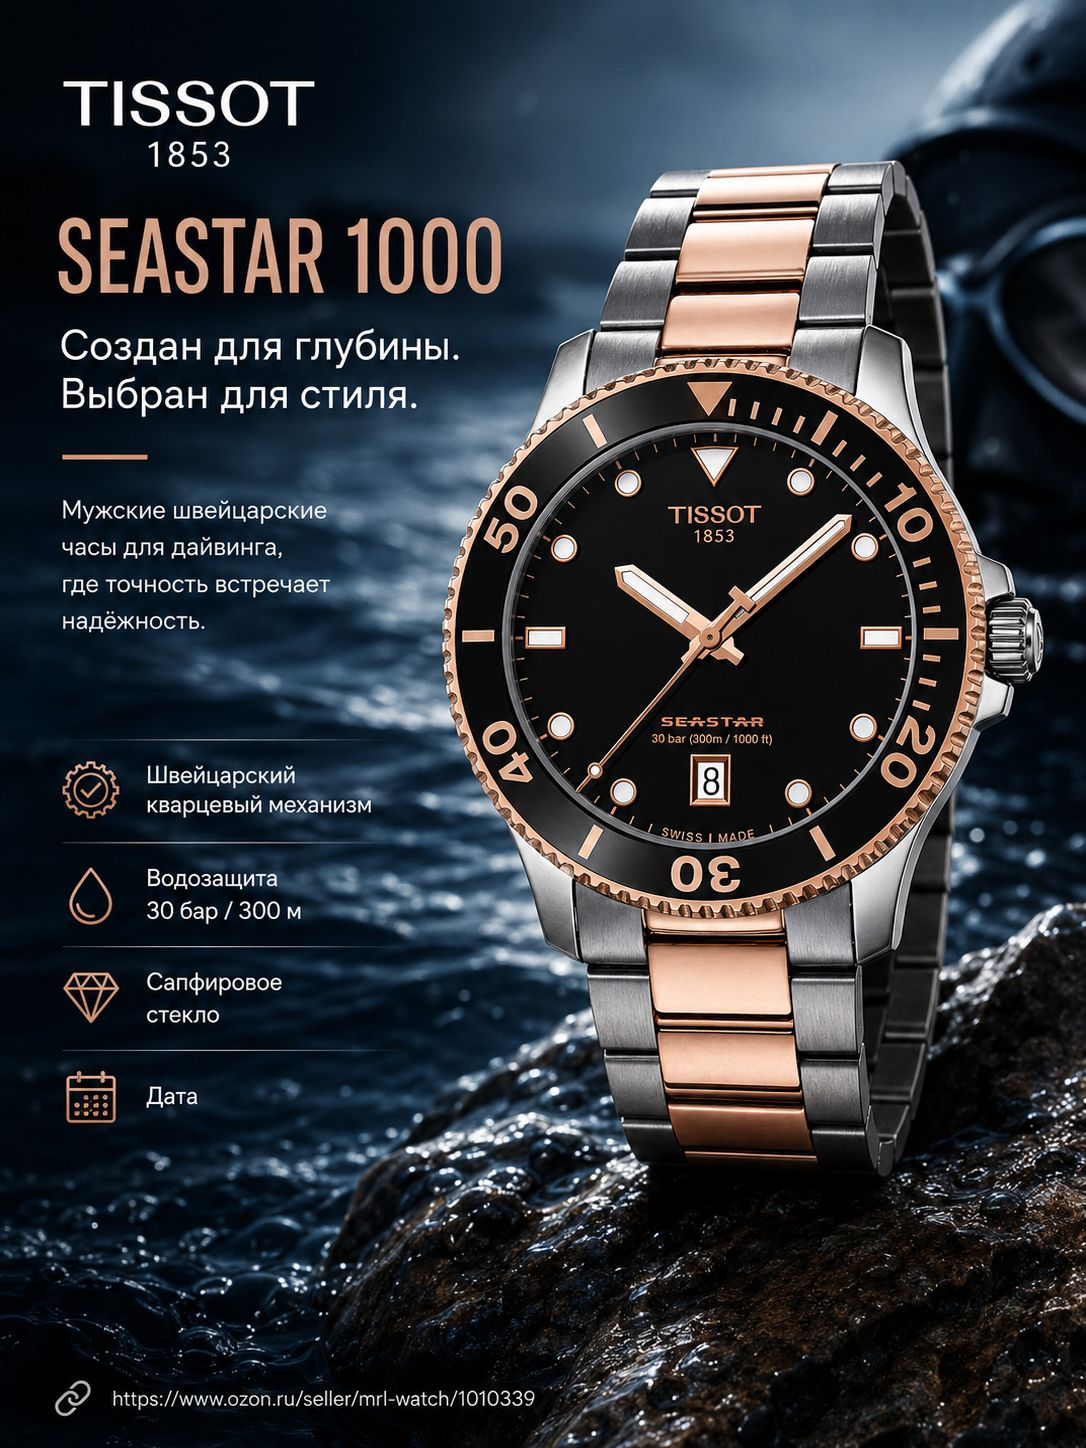 TISSOT
1853
SEASTAR 1000
Создан для глубины.
Выбран для стиля.
Мужские швейцарские
часы для дайвинга,
где точность встречает
надёжность.
Швейцарский
кварцевый механизм
Водозащита
30 бар / 300 м
Сапфировое
стекло
Дата
10
20
30
40
50
TISSOT
1853
SEASTAR
30 bar (300m / 1000 ft)
8
SWISS MADE
https://www.ozon.ru/seller/mrl-watch/1010339